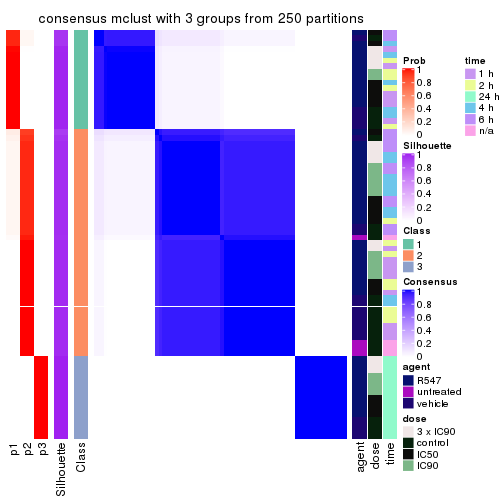 consensus mclust with 3 groups from 250 partitions
Prob
1
0.8
0.6
0.4
0.2
0
Silhouette
1
0.8
0.6
0.4
0.2
0
Class
1
2
3
Consensus
1
0.8
0.6
0.4
0.2
0
agent
R547
untreated
vehicle
dose
3 x IC90
control
IC50
IC90
time
1 h
2 h
24 h
4 h
6 h
n/a
p1
p2
p3
Silhouette
Class
agent
dose
time